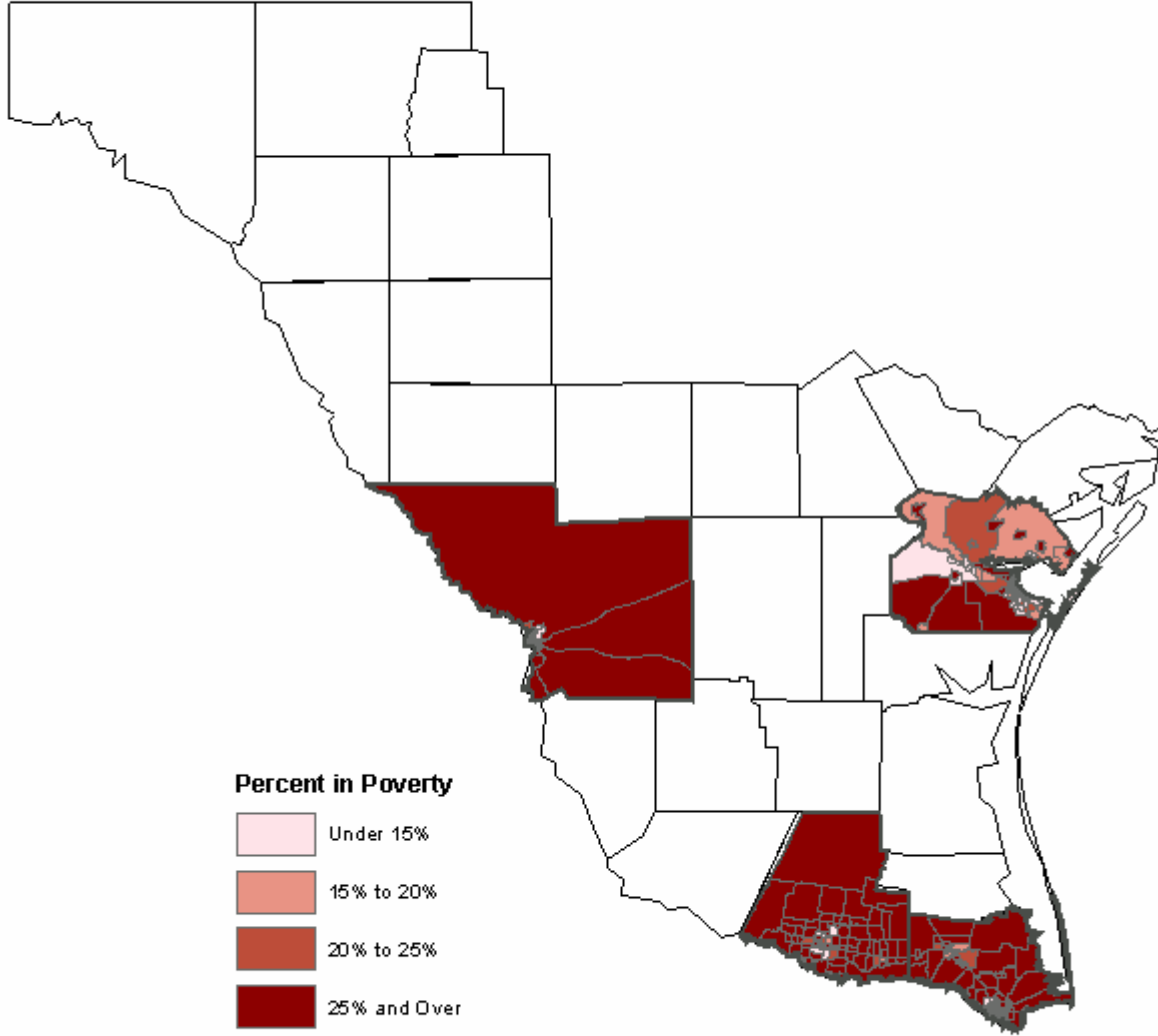 Percent in Poverty
Under 15%
15% to 20%
20% to 25%
25% and Over